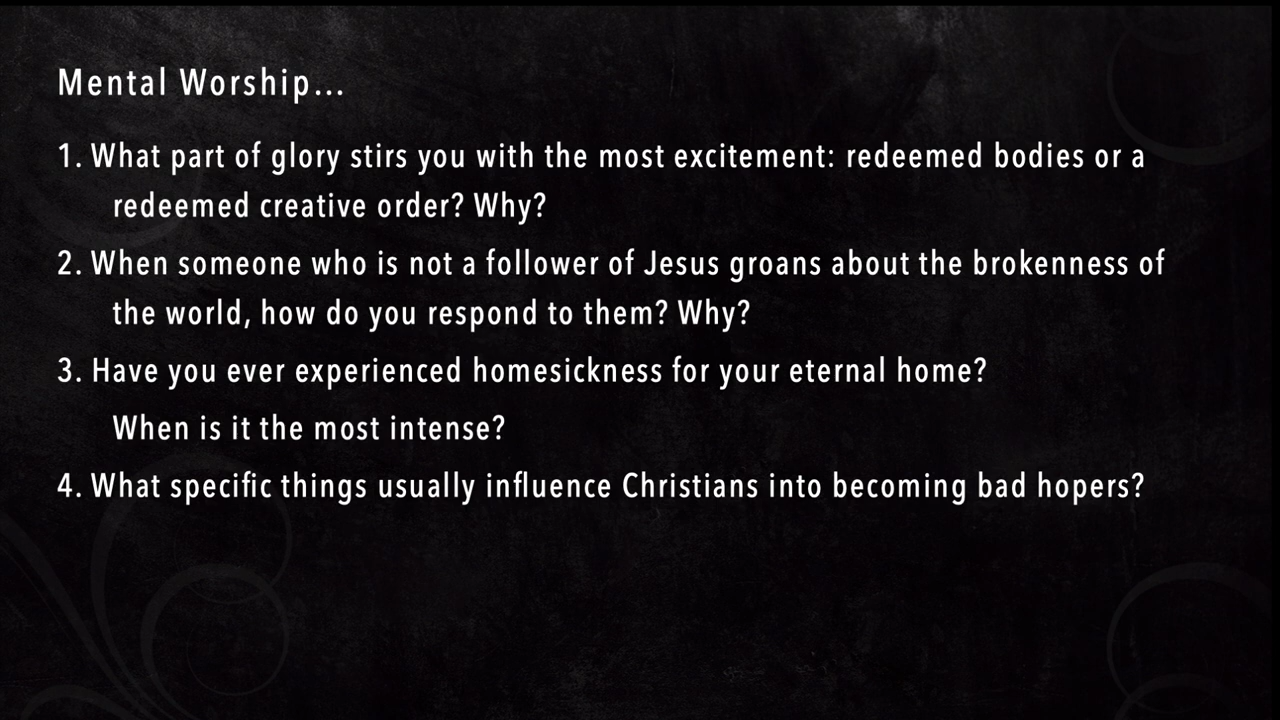 Mental Worship...
1. What part of glory stirs you with the most excitement: redeemed bodies or a
redeemed creative order? Why?
2. When someone who is not a follower of Jesus groans about the brokenness of
the world, how do you respond to them? Why?
3. Have you ever experienced homesickness for your eternal home?
When is it the most intense?
4. What specific things usually influence Christians into becoming bad hopers?